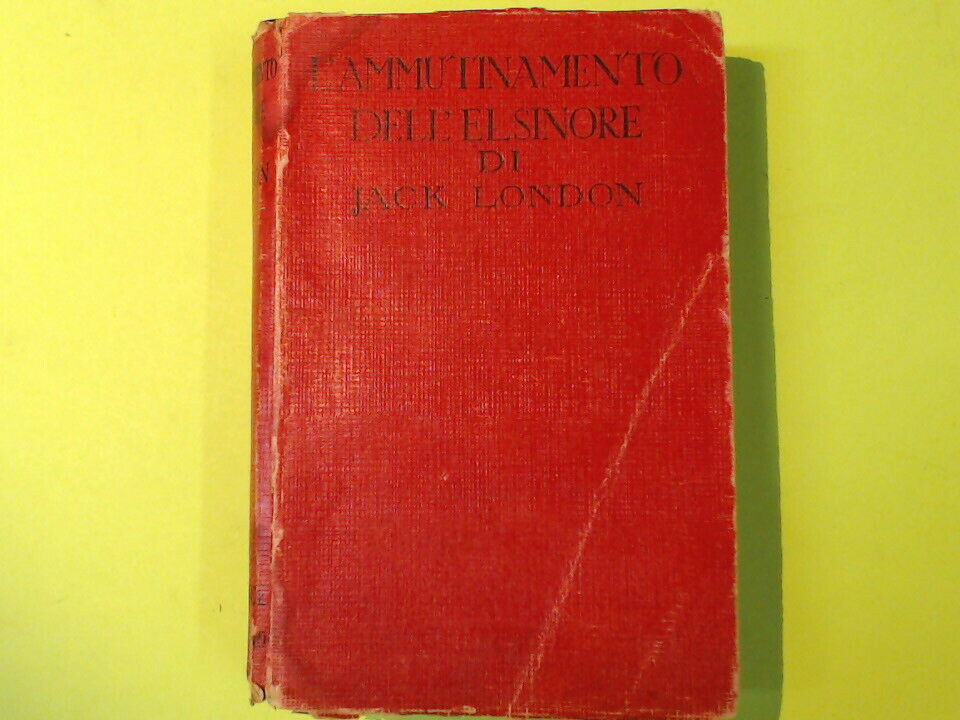 L'AMMUTINAMENTO
DELL'ELSINORE
DI
JACK LONDON